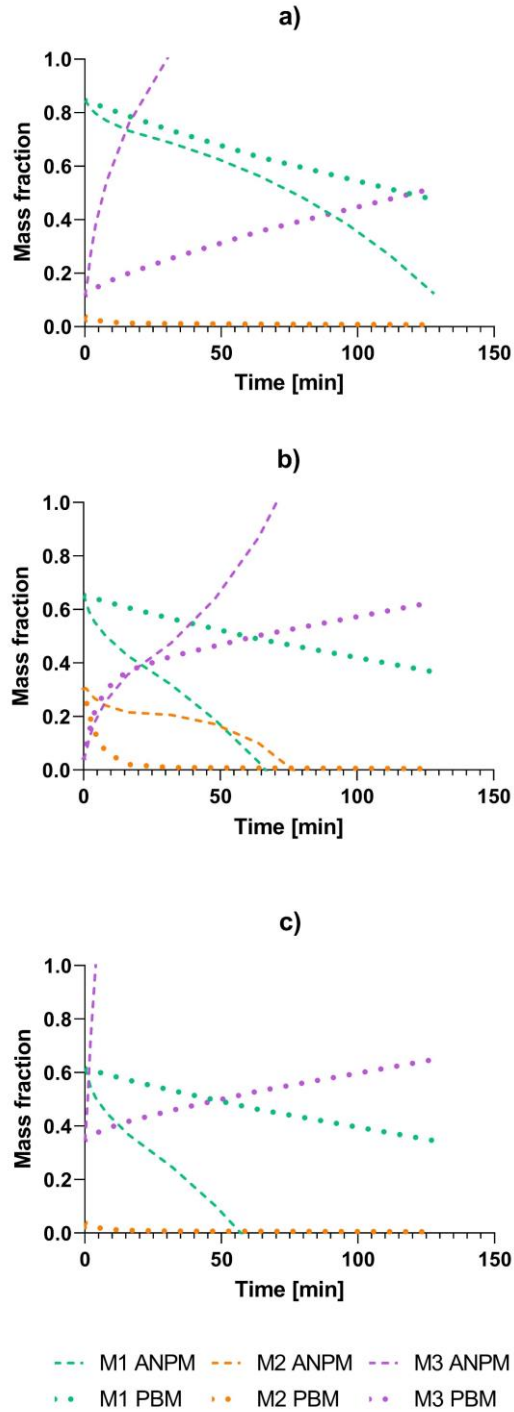 a)
1.0
0.8
0.6
0.4
0.2
0.0
Mass fraction
0 50 100 150
Time [min]
b)
1.0
0.8
0.6
0.4
0.2
0.0
Mass fraction
0 50 100 150
Time [min]
c)
1.0
0.8
0.6
0.4
0.2
0.0
Mass fraction
0 50 100 150
Time [min]
M1 ANPM M2 ANPM M3 ANPM
M1 PBM M2 PBM M3 PBM